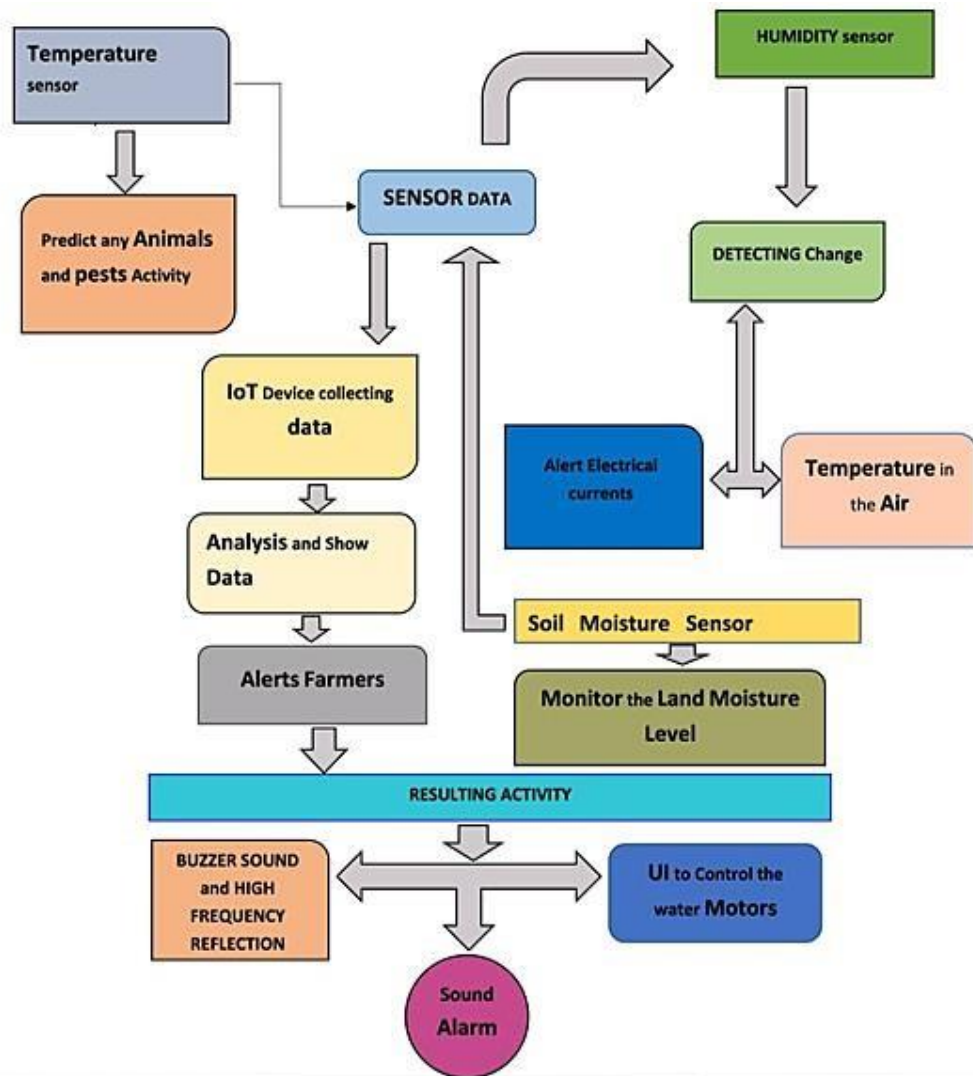 Temperature
sensor
HUMIDITY sensor
SENSOR DATA
Predict any Animals
and pests Activity
DETECTING Change
IoT Device collecting
data
Alert Electrical
currents
Temperature in
the Air
Analysis and Show
Data
Soil Moisture Sensor
Alerts Farmers
Monitor the Land Moisture
Level
RESULTING ACTIVITY
BUZZER SOUND
and HIGH
FREQUENCY
REFLECTION
UI to Control the
water Motors
Sound
Alarm